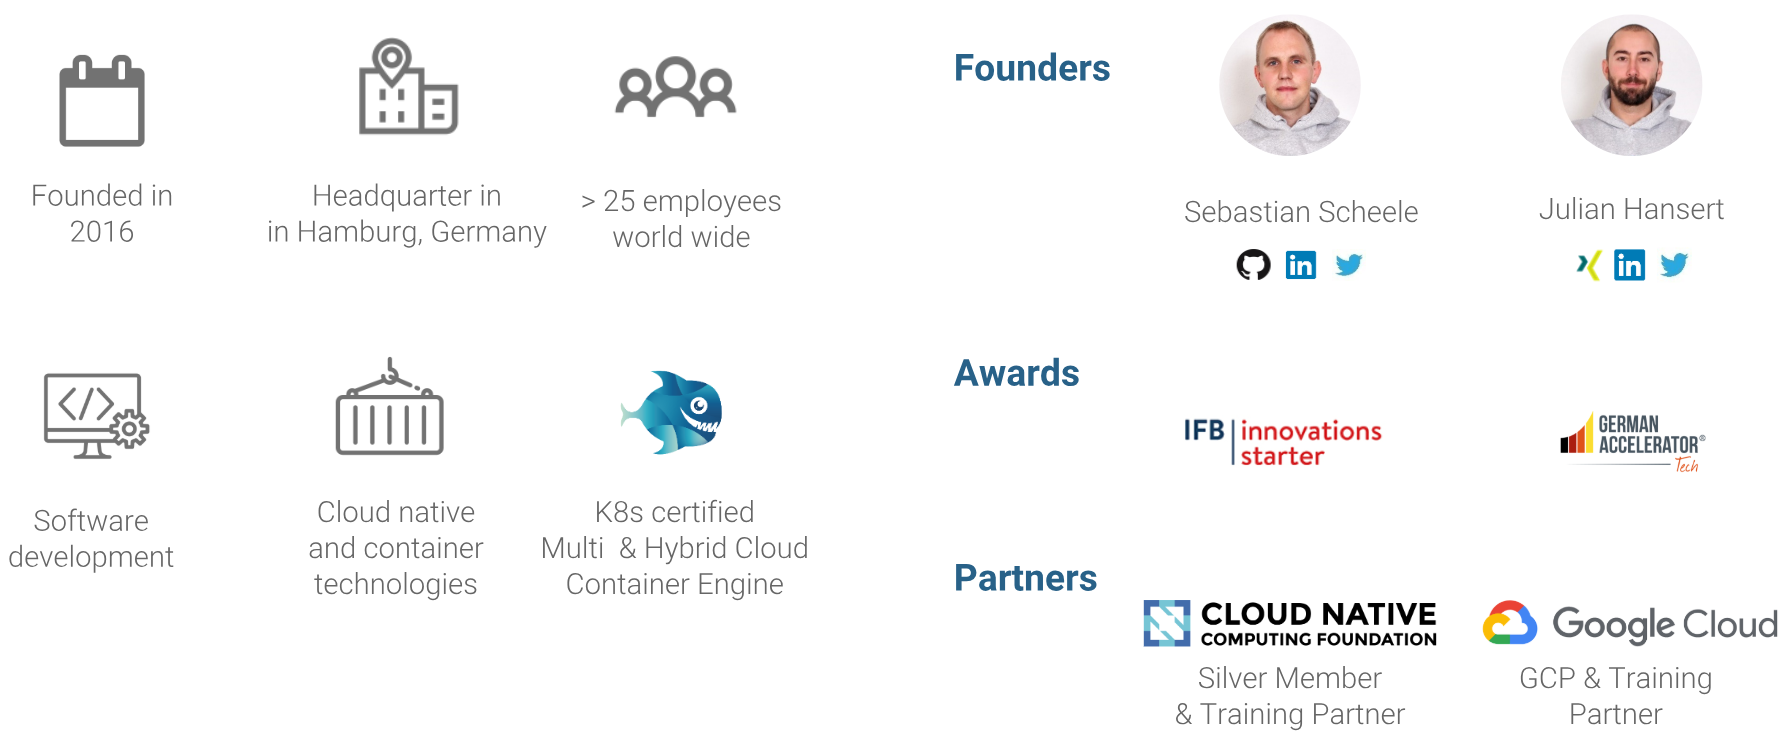 Founded in
2016
Headquarter in
in Hamburg, Germany
> 25 employees
world wide
</>
Software
development
Cloud native
and container
technologies
K8s certified
Multi & Hybrid Cloud
Container Engine
Founders
Sebastian Scheele
in
Julian Hansert
in
Awards
IFB innovations
starter
GERMAN
ACCELERATOR®
Tech
Partners
CLOUD NATIVE
COMPUTING FOUNDATION
Silver Member
& Training Partner
Google Cloud
GCP & Training
Partner